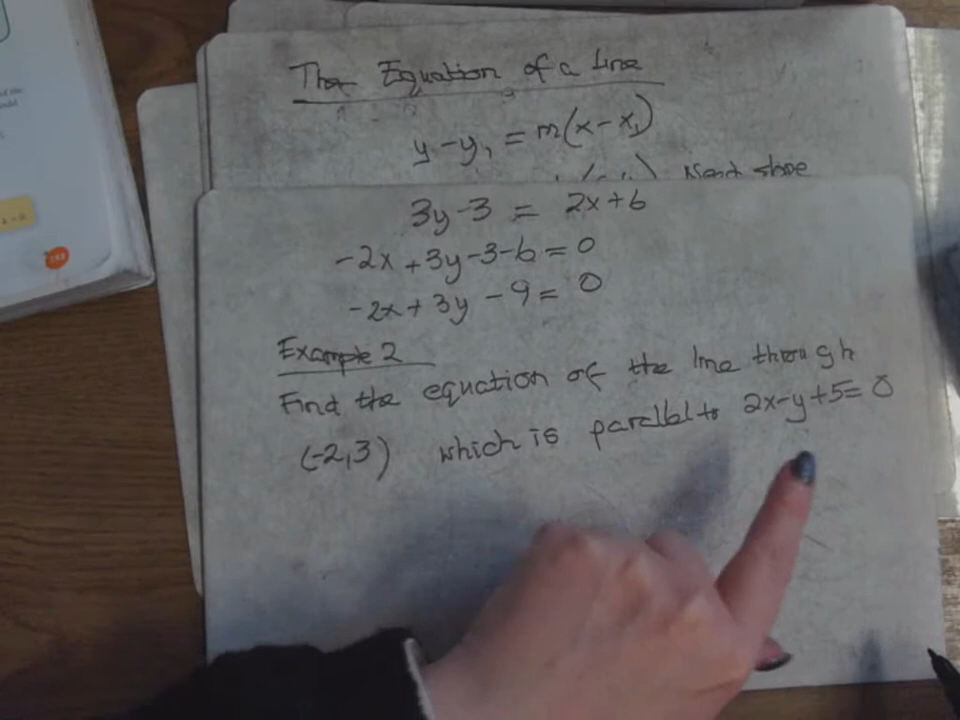 The Equation of a Line
y - y₁ = m(x - x₁)
3y - 3 = 2x + 6
-2x + 3y - 3 - 6 = 0
-2x + 3y - 9 = 0
Example 2
Find the equation of the line through
(-2,3) which is parallel to 2x - y + 5 = 0